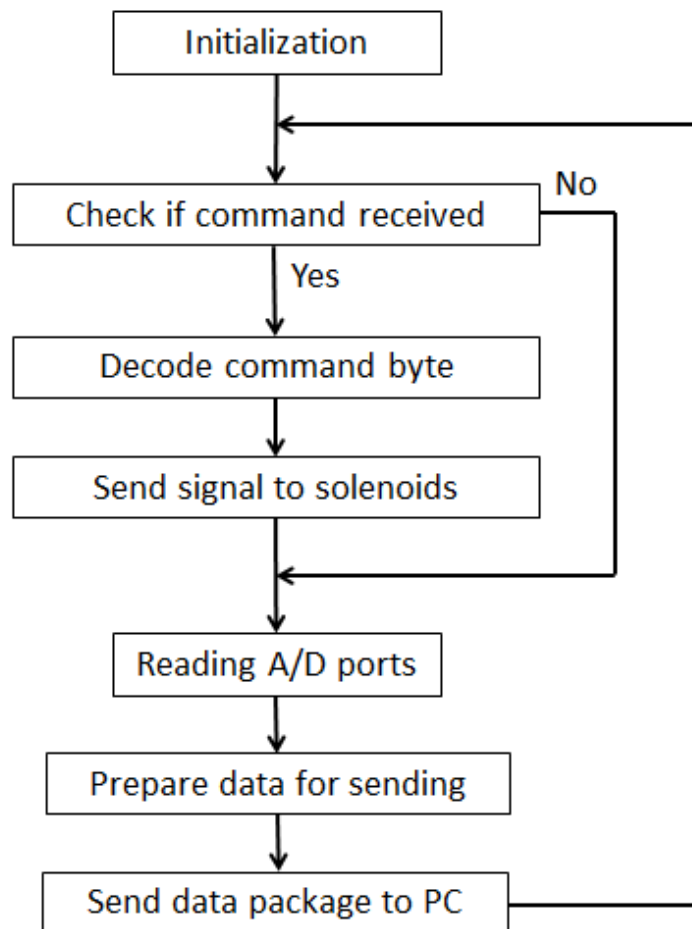 Initialization
No
Check if command received
Yes
Decode command byte
Send signal to solenoids
Reading A/D ports
Prepare data for sending
Send data package to PC